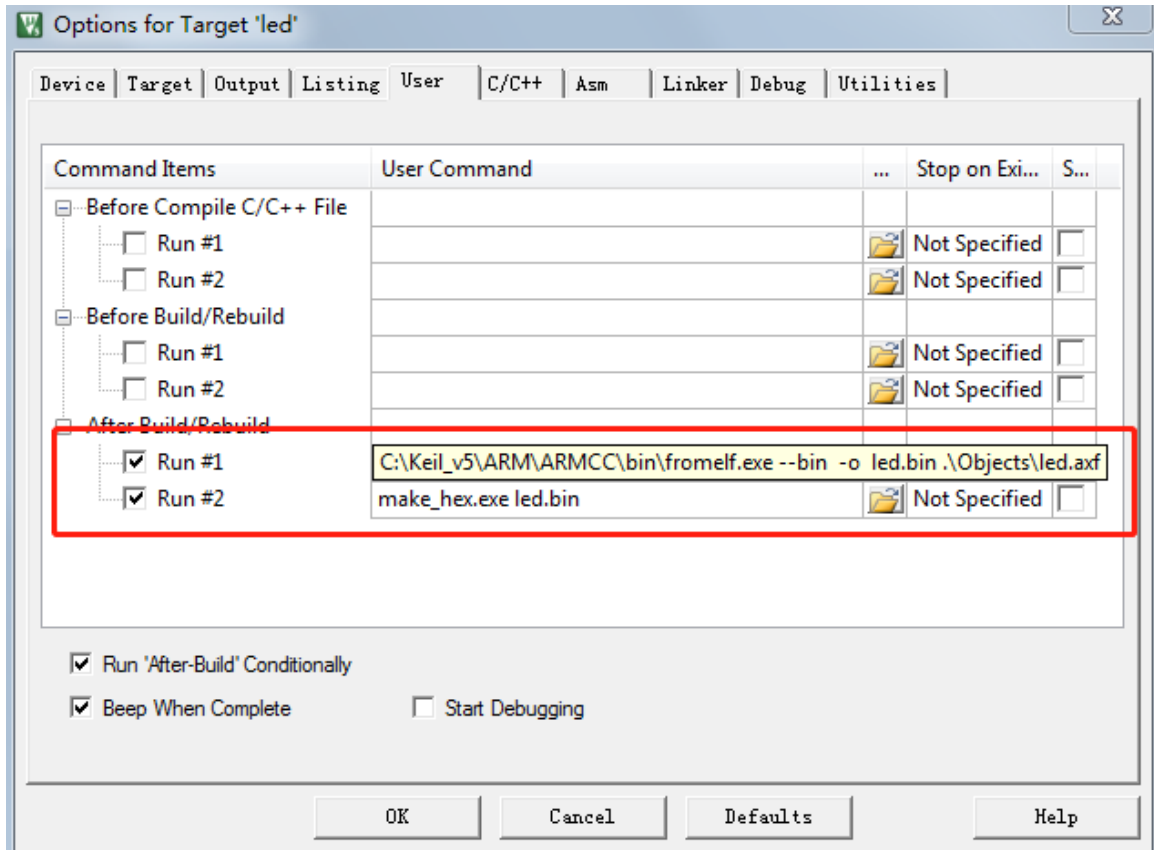 Options for Target 'led'
Device Target Output Listing User C/C++ Asm Linker Debug Utilities
Command Items User Command ... Stop on Exi... S...
Before Compile C/C++ File
Run #1 Not Specified
Run #2 Not Specified
Before Build/Rebuild
Run #1 Not Specified
Run #2 Not Specified
After Build/Rebuild
Run #1 C:\Keil_v5\ARM\ARMCC\bin\fromelf.exe --bin -o led.bin .\Objects\led.axf
Run #2 make_hex.exe led.bin Not Specified
Run 'After-Build' Conditionally
Beep When Complete Start Debugging
OK Cancel Defaults Help